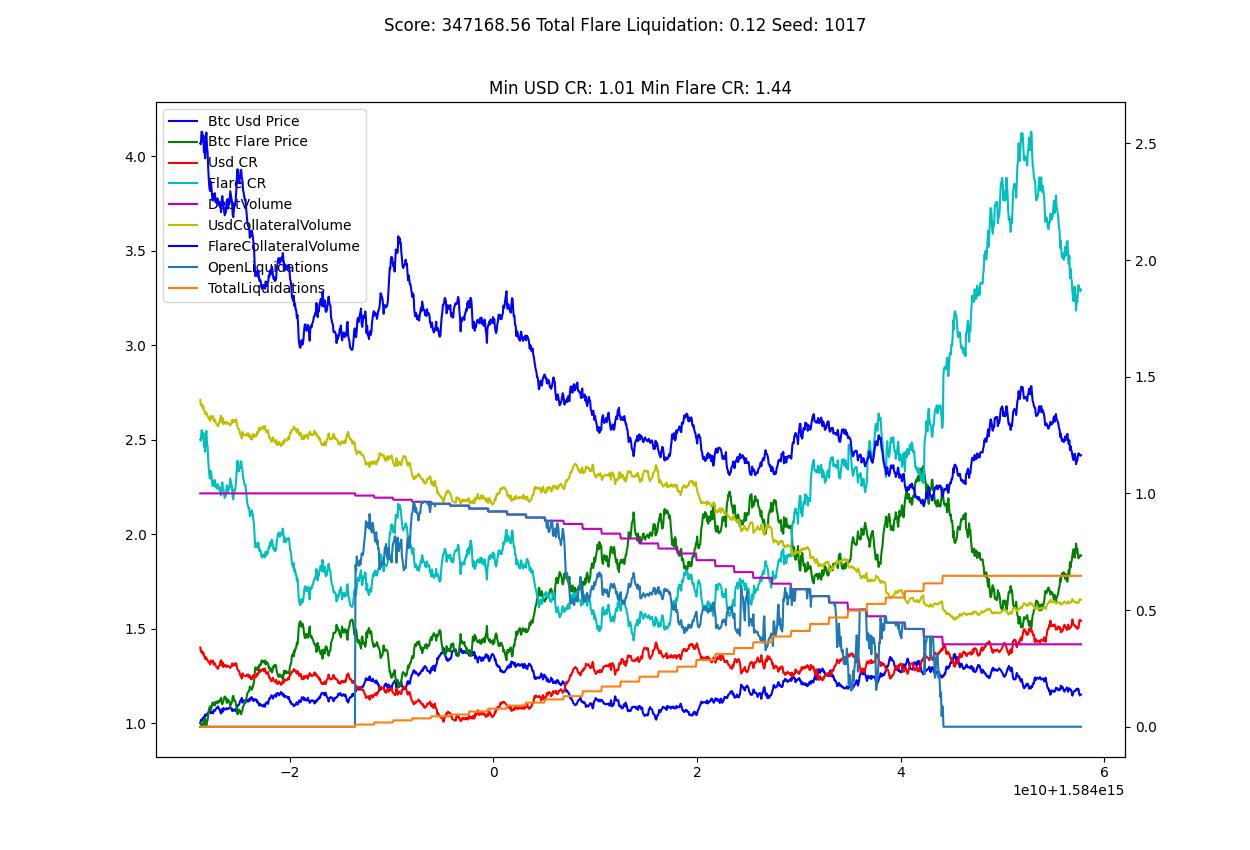 Score: 347168.56 Total Flare Liquidation: 0.12 Seed: 1017
Min USD CR: 1.01 Min Flare CR: 1.44
Btc Usd Price
Btc Flare Price
Usd CR
Flare CR
DebtVolume
UsdCollateralVolume
FlareCollateralVolume
OpenLiquidations
TotalLiquidations
4.0
3.5
3.0
2.5
2.0
1.5
1.0
2.5
2.0
1.5
1.0
0.5
0.0
−2
0
2
4
6
1e10+1.584e15